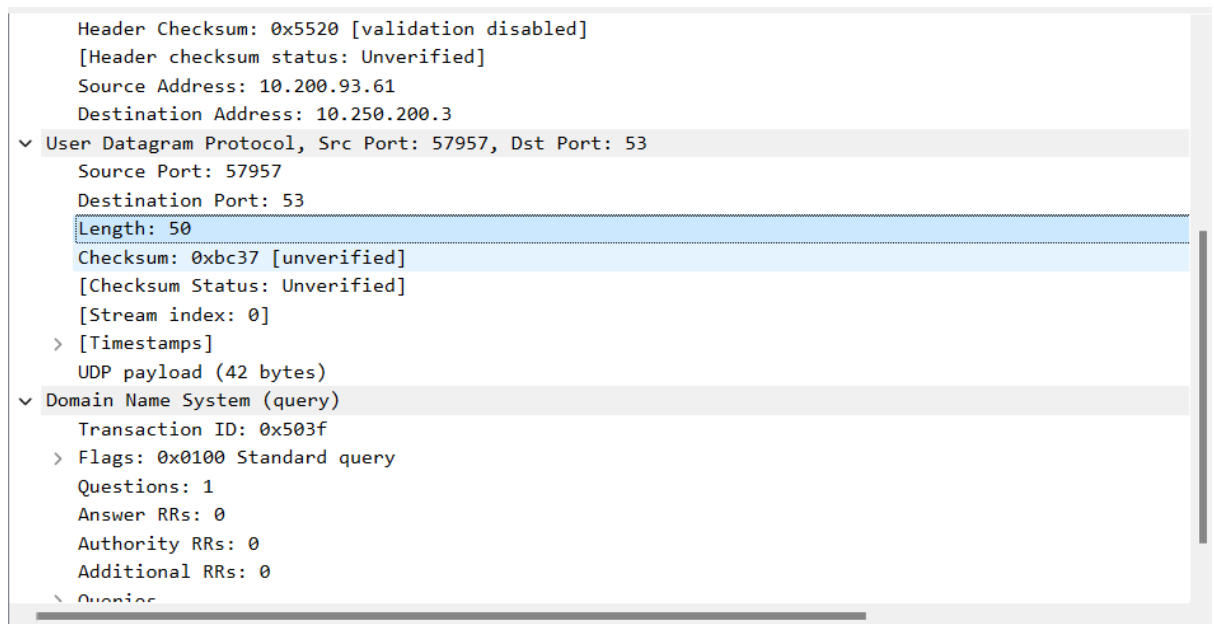 Header Checksum: 0x5520 [validation disabled]
[Header checksum status: Unverified]
Source Address: 10.200.93.61
Destination Address: 10.250.200.3
User Datagram Protocol, Src Port: 57957, Dst Port: 53
Source Port: 57957
Destination Port: 53
Length: 50
Checksum: 0xbc37 [unverified]
[Checksum Status: Unverified]
[Stream index: 0]
[Timestamps]
UDP payload (42 bytes)
Domain Name System (query)
Transaction ID: 0x503f
Flags: 0x0100 Standard query
Questions: 1
Answer RRs: 0
Authority RRs: 0
Additional RRs: 0
Queries